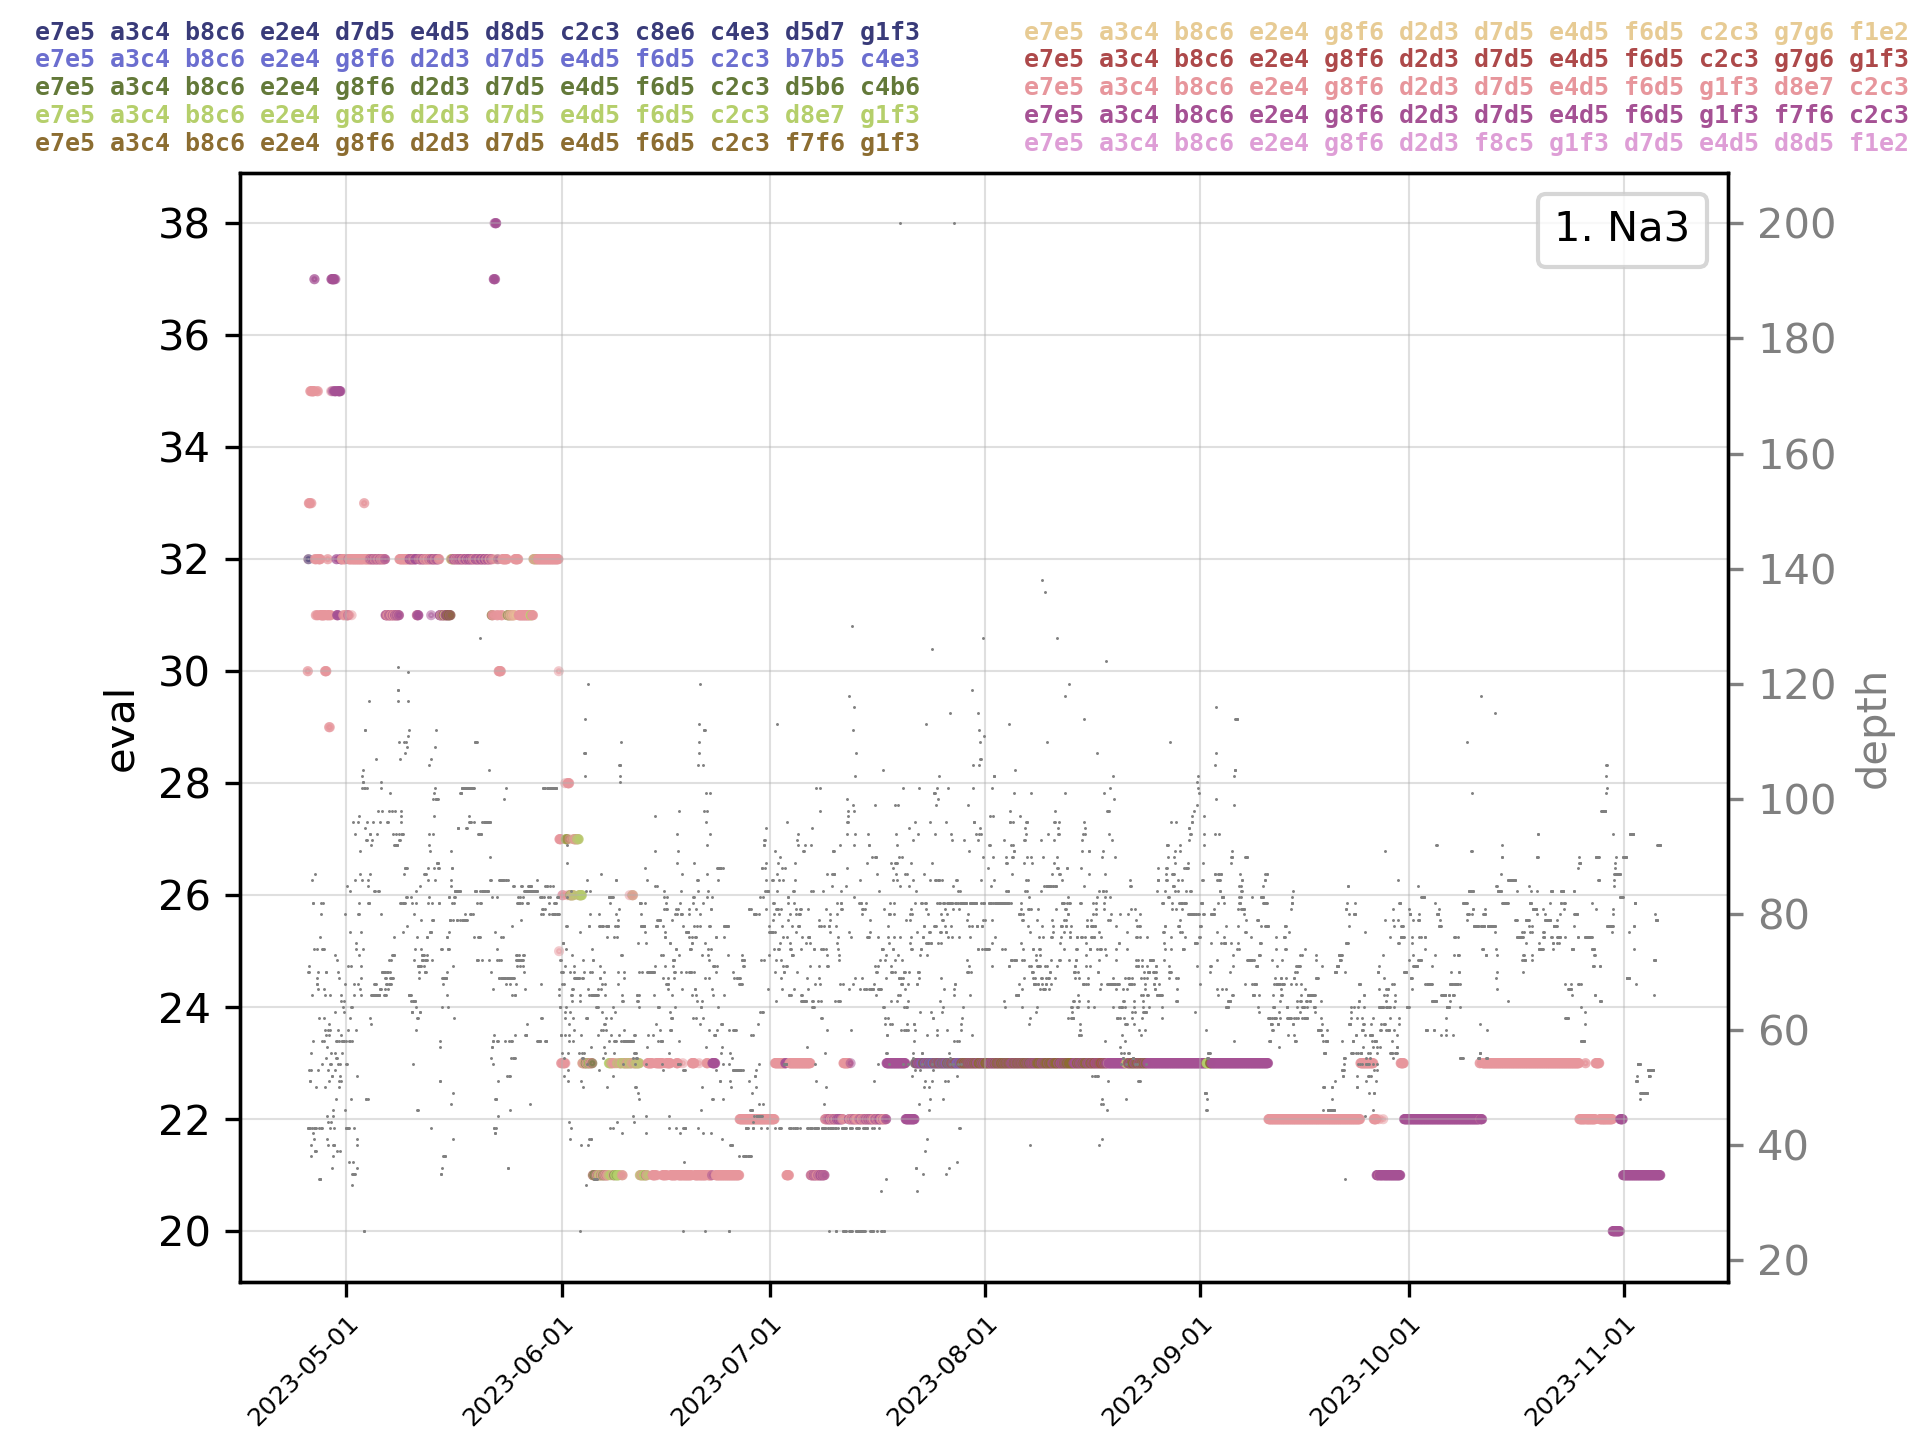 e7e5 a3c4 b8c6 e2e4 d7d5 e4d5 d8d5 c2c3 c8e6 c4e3 d5d7 g1f3
e7e5 a3c4 b8c6 e2e4 g8f6 d2d3 d7d5 e4d5 f6d5 c2c3 b7b5 c4e3
e7e5 a3c4 b8c6 e2e4 g8f6 d2d3 d7d5 e4d5 f6d5 c2c3 d5b6 c4b6
e7e5 a3c4 b8c6 e2e4 g8f6 d2d3 d7d5 e4d5 f6d5 c2c3 d8e7 g1f3
e7e5 a3c4 b8c6 e2e4 g8f6 d2d3 d7d5 e4d5 f6d5 c2c3 f7f6 g1f3
e7e5 a3c4 b8c6 e2e4 g8f6 d2d3 d7d5 e4d5 f6d5 c2c3 g7g6 f1e2
e7e5 a3c4 b8c6 e2e4 g8f6 d2d3 d7d5 e4d5 f6d5 c2c3 g7g6 g1f3
e7e5 a3c4 b8c6 e2e4 g8f6 d2d3 d7d5 e4d5 f6d5 g1f3 d8e7 c2c3
e7e5 a3c4 b8c6 e2e4 g8f6 d2d3 d7d5 e4d5 f6d5 g1f3 f7f6 c2c3
e7e5 a3c4 b8c6 e2e4 g8f6 d2d3 f8c5 g1f3 d7d5 e4d5 d8d5 f1e2
1. Na3
eval
38
36
34
32
30
28
26
24
22
20
depth
200
180
160
140
120
100
80
60
40
20
2023-05-01
2023-06-01
2023-07-01
2023-08-01
2023-09-01
2023-10-01
2023-11-01